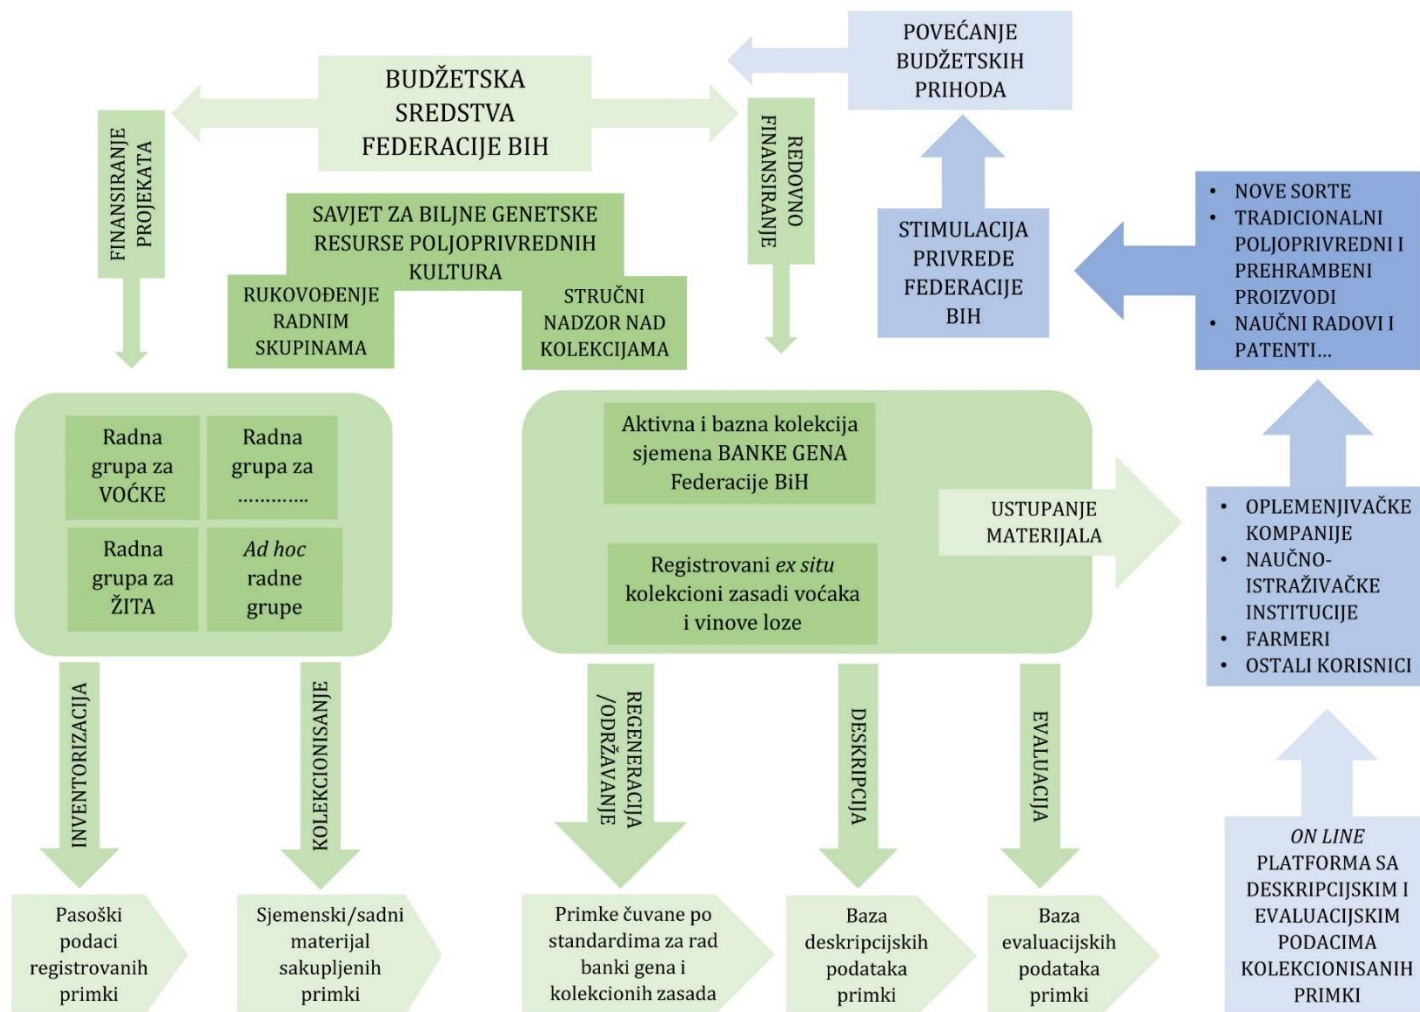 POVEĆANJE
BUDŽETSKIH
PRIHODA
BUDŽETSKA
SREDSTVA
FEDERACIJE BIH
FINANSIRANJE
PROJEKATA
REDOVNO
FINANSIRANJE
SAVJET ZA BILJNE GENETSKE
RESURSE POLJOPRIVREDNIH
KULTURA
RUKOVOĐENJE
RADNIM
SKUPINAMA
STRUČNI
NADZOR NAD
KOLEKCIJAMA
STIMULACIJA
PRIVREDE
FEDERACIJE
BIH
• NOVE SORTE
• TRADICIONALNI
POLJOPRIVREDNI I
PREHRAMBENI
PROIZVODI
• NAUČNI RADOVI I
PATENTI...
Radna
grupa za
VOĆKE
Radna
grupa za
.............
Radna
grupa za
ŽITA
Ad hoc
radne
grupe
Aktivna i bazna kolekcija
sjemena BANKE GENA
Federacije BiH
Registrovani ex situ
kolekcioni zasadi voćaka
i vinove loze
USTUPANJE
MATERIJALA
• OPLEMENJIVAČKE
KOMPANIJE
• NAUČNO-
ISTRAŽIVAČKE
INSTITUCIJE
• FARMERI
• OSTALI KORISNICI
INVENTORIZACIJA
KOLEKCIONISANJE
REGENERACIJA
/ODRŽAVANJE
DESKRIPCIJA
EVALUACIJA
Pasoški
podaci
registrovanih
primki
Sjemenski/sadni
materijal
sakupljenih
primki
Primke čuvane po
standardima za rad
banki gena i
kolekcionih zasada
Baza
deskripcijskih
podataka
primki
Baza
evaluacijskih
podataka
primki
ON LINE
PLATFORMA SA
DESKRIPCIJSKIM I
EVALUACIJSKIM
PODACIMA
KOLEKCIONISANIH
PRIMKI